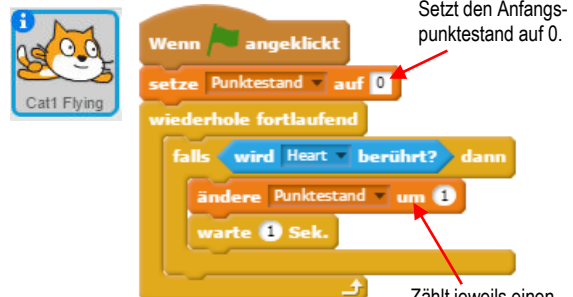 Setzt den Anfangs-
punktestand auf 0.
i
Cat1 Flying
Wenn angeklickt
setze Punktestand auf 0
wiederhole fortlaufend
falls wird Heart berührt? dann
ändere Punktestand um 1
warte 1 Sek.
Zählt jeweils einen